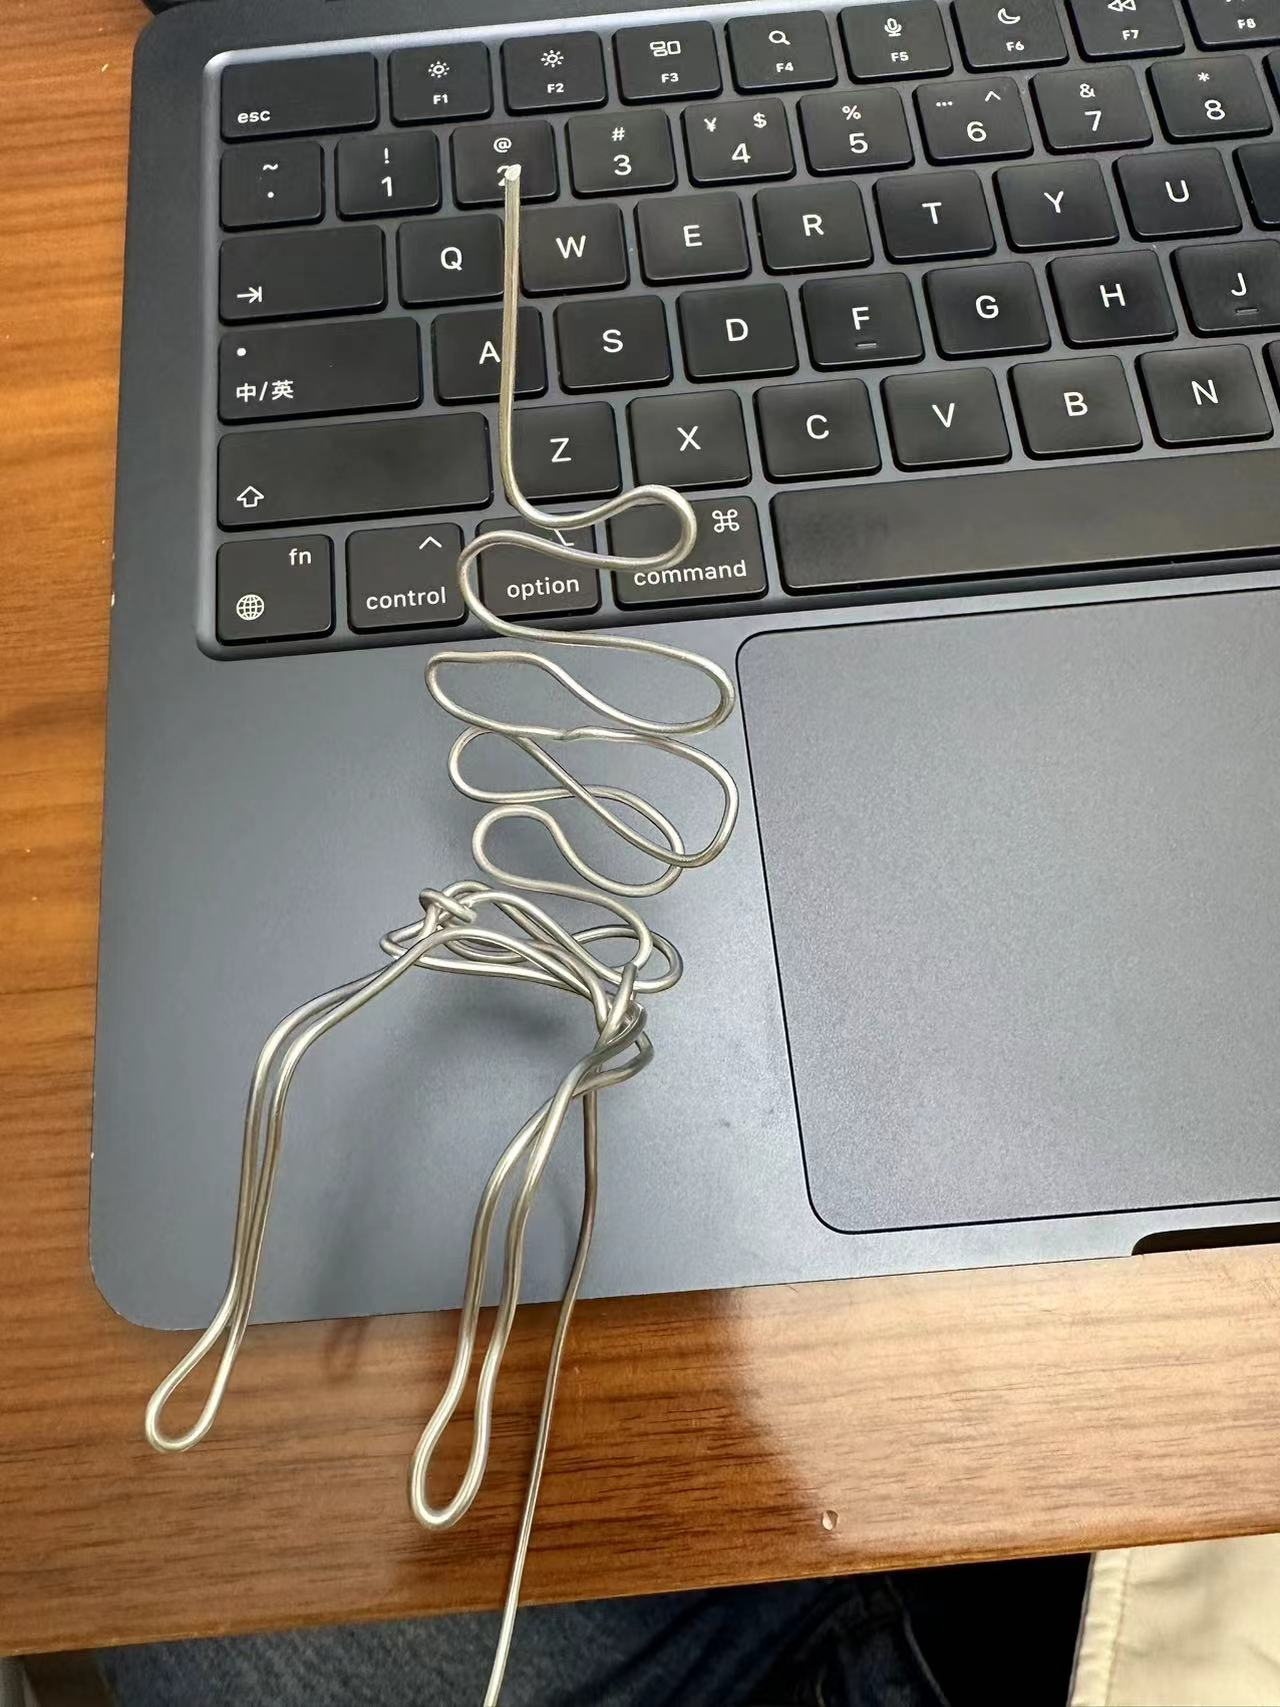 esc F1 F2 F3 F4 F5 F6 F7 F8
~ · ! 1 @ 2 # 3 ¥ $ 4 % 5 … ^ 6 & 7 * 8
Q W E R T Y U
中/英 A S D F G H J
Z X C V B N
fn control option command